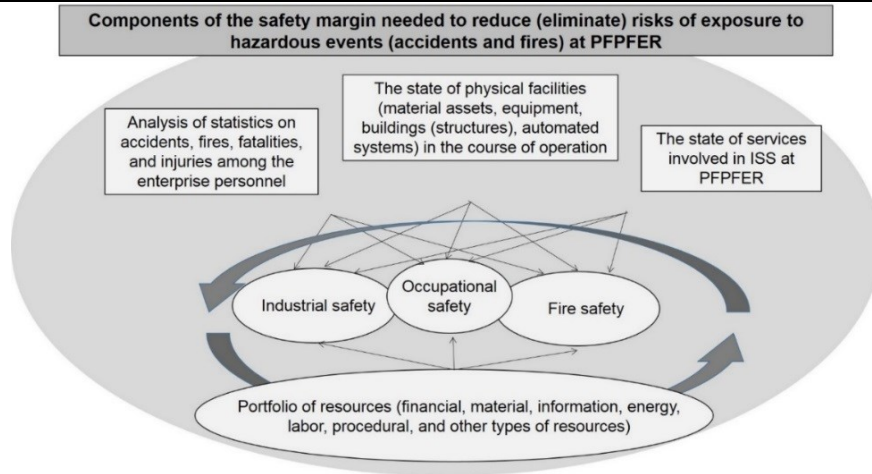 Components of the safety margin needed to reduce (eliminate) risks of exposure to
hazardous events (accidents and fires) at PFPFER
Analysis of statistics on
accidents, fires, fatalities,
and injuries among the
enterprise personnel
The state of physical facilities
(material assets, equipment,
buildings (structures), automated
systems) in the course of operation
The state of services
involved in ISS at
PFPFER
Industrial safety
Occupational
safety
Fire safety
Portfolio of resources (financial, material, information, energy,
labor, procedural, and other types of resources)